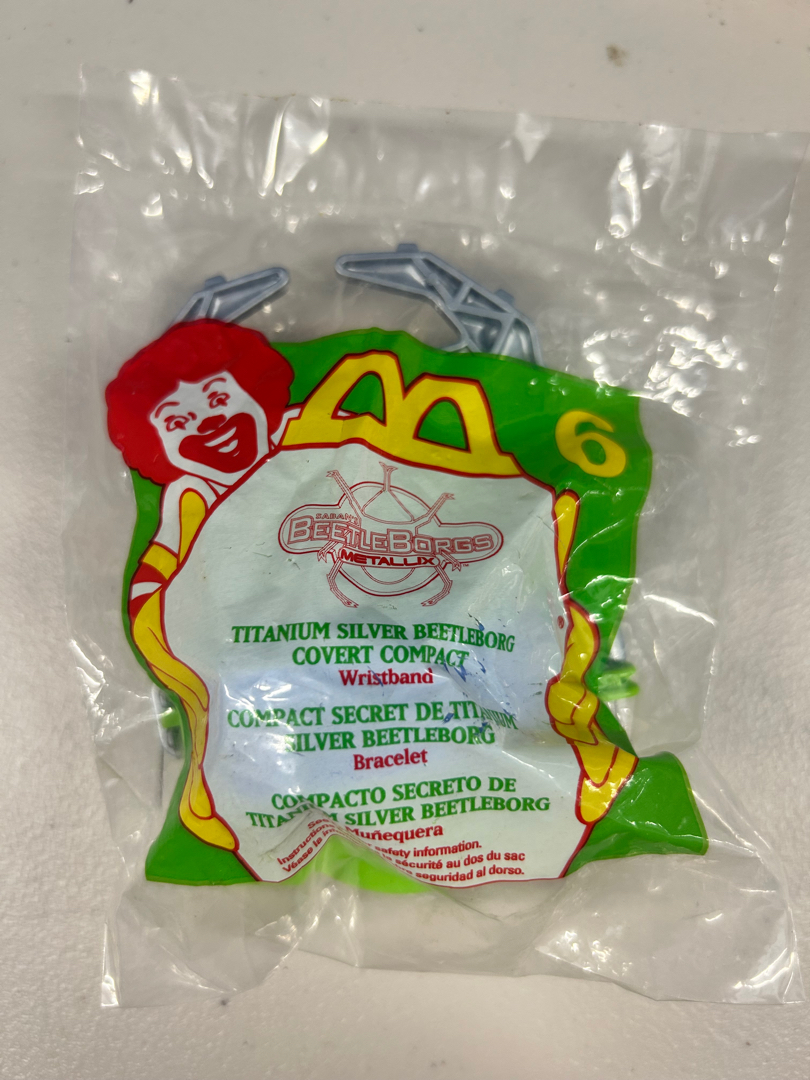 M
6
SABAN'S
BEETLEBORGS
METALLIX™
TITANIUM SILVER BEETLEBORG
COVERT COMPACT
Wristband
COMPACT SECRET DE TITANIUM
SILVER BEETLEBORG
Bracelet
COMPACTO SECRETO DE
TITANIUM SILVER BEETLEBORG
Muñequera
safety information.
sécurité au dos du sac
seguridad al dorso.
®